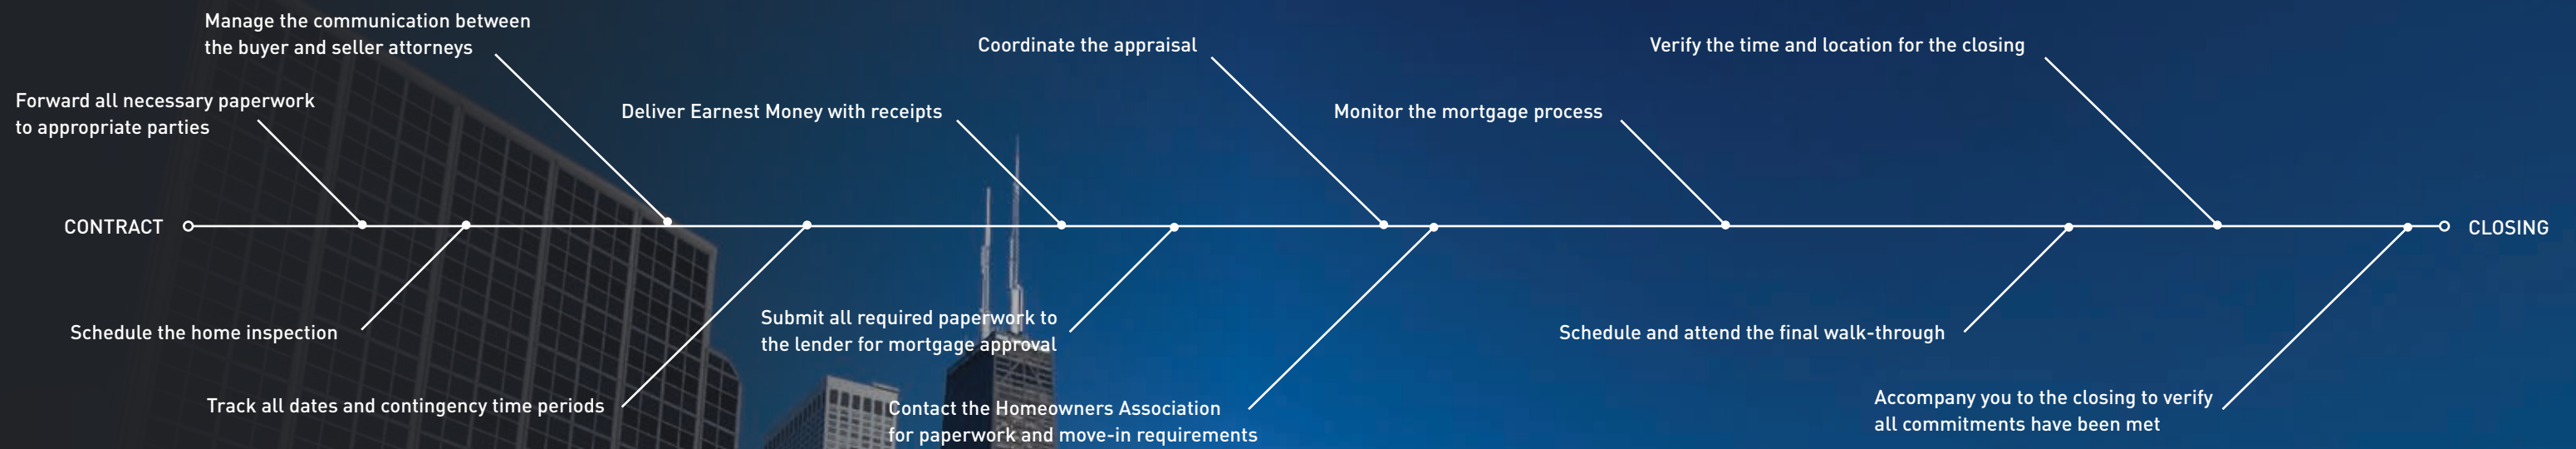 Manage the communication between
the buyer and seller attorneys
Coordinate the appraisal
Verify the time and location for the closing
Forward all necessary paperwork
to appropriate parties
Deliver Earnest Money with receipts
Monitor the mortgage process
CONTRACT
CLOSING
Schedule the home inspection
Submit all required paperwork to
the lender for mortgage approval
Schedule and attend the final walk-through
Track all dates and contingency time periods
Contact the Homeowners Association
for paperwork and move-in requirements
Accompany you to the closing to verify
all commitments have been met